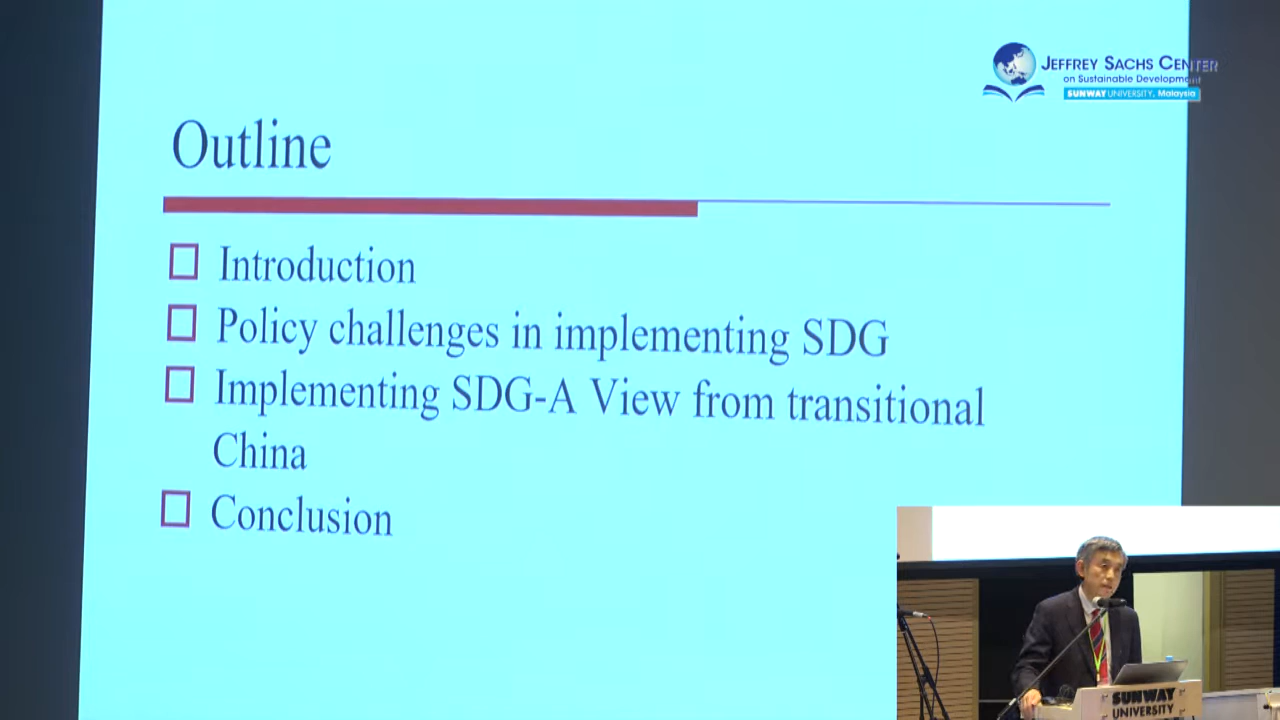 JEFFREY SACHS CENTER
on Sustainable Development
SUNWAY UNIVERSITY, Malaysia
Outline
Introduction
Policy challenges in implementing SDG
Implementing SDG-A View from transitional
China
Conclusion
SUNWAY
UNIVERSITY